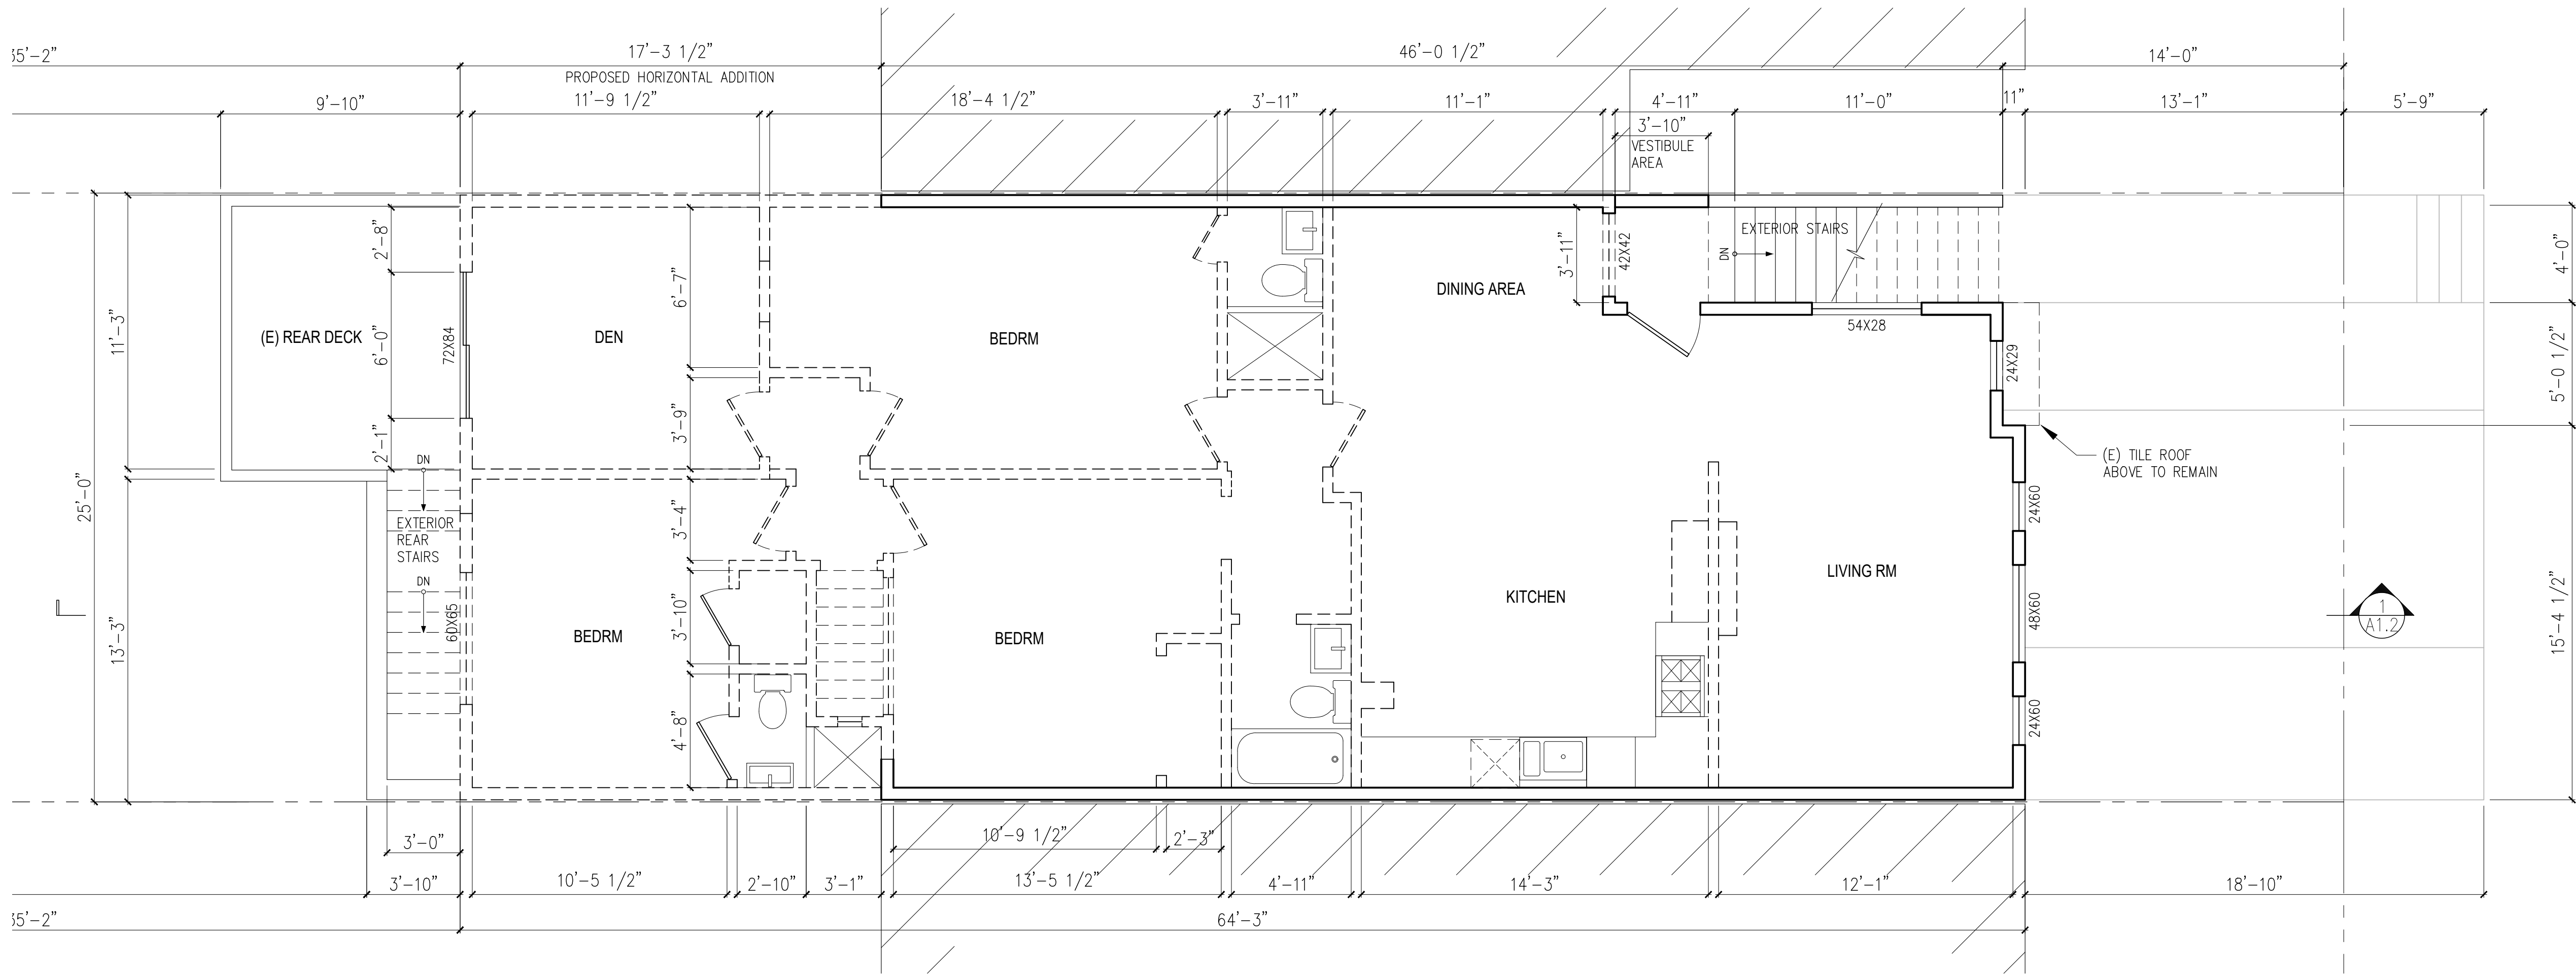 35'-2"
17'-3 1/2"
46'-0 1/2"
14'-0"
PROPOSED HORIZONTAL ADDITION
9'-10"
11'-9 1/2"
18'-4 1/2"
3'-11"
11'-1"
4'-11"
11'-0"
11"
13'-1"
5'-9"
3'-10"
VESTIBULE
AREA
2'-8"
6'-7"
3'-11"
42X42
EXTERIOR STAIRS
DN
4'-0"
DINING AREA
11'-3"
(E) REAR DECK
6'-0"
72X84
DEN
BEDRM
54X28
24X29
5'-0 1/2"
2'-1"
3'-9"
DN
(E) TILE ROOF
ABOVE TO REMAIN
25'-0"
EXTERIOR
REAR
STAIRS
3'-4"
24X60
DN
LIVING RM
KITCHEN
13'-3"
60X65
BEDRM
3'-10"
BEDRM
48X60
1
A1.2
15'-4 1/2"
4'-8"
24X60
3'-0"
10'-9 1/2"
2'-3"
3'-10"
10'-5 1/2"
2'-10"
3'-1"
13'-5 1/2"
4'-11"
14'-3"
12'-1"
18'-10"
35'-2"
64'-3"